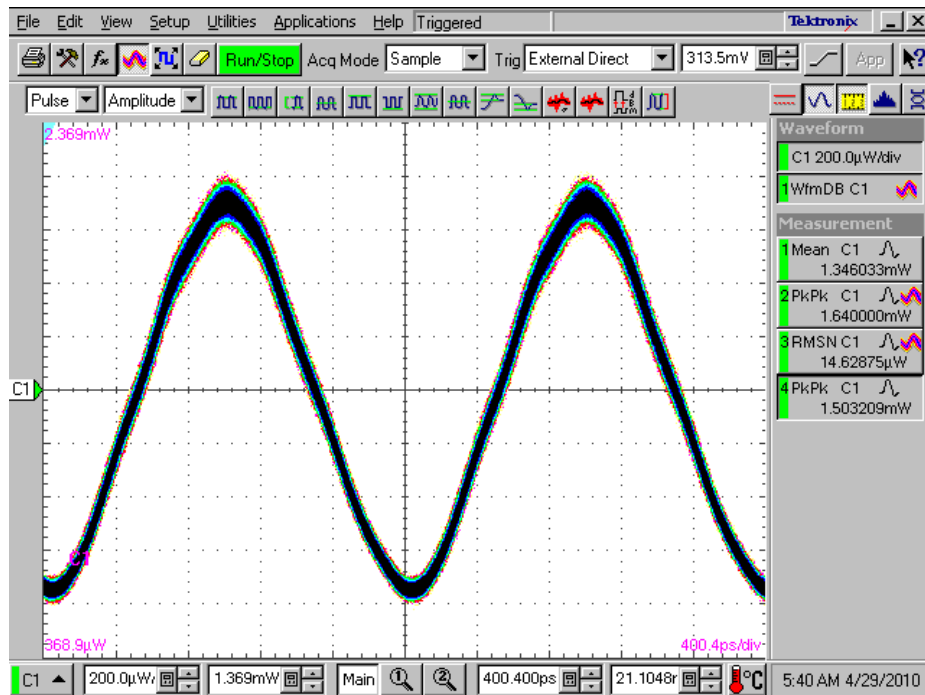 File Edit View Setup Utilities Applications Help Triggered Tektronix
Run/Stop Acq Mode Sample Trig External Direct 313.5mV App
Pulse Amplitude
2.369mW
Waveform
C1 200.0µW/div
1 WfmDB C1
Measurement
1 Mean C1
1.346033mW
2 PkPk C1
1.640000mW
3 RMSN C1
14.62875µW
4 PkPk C1
1.503209mW
C1
C1
368.9µW
400.4ps/div
C1 200.0µW/ 1.369mW Main 1 2 400.400ps 21.1048r °C 5:40 AM 4/29/2010